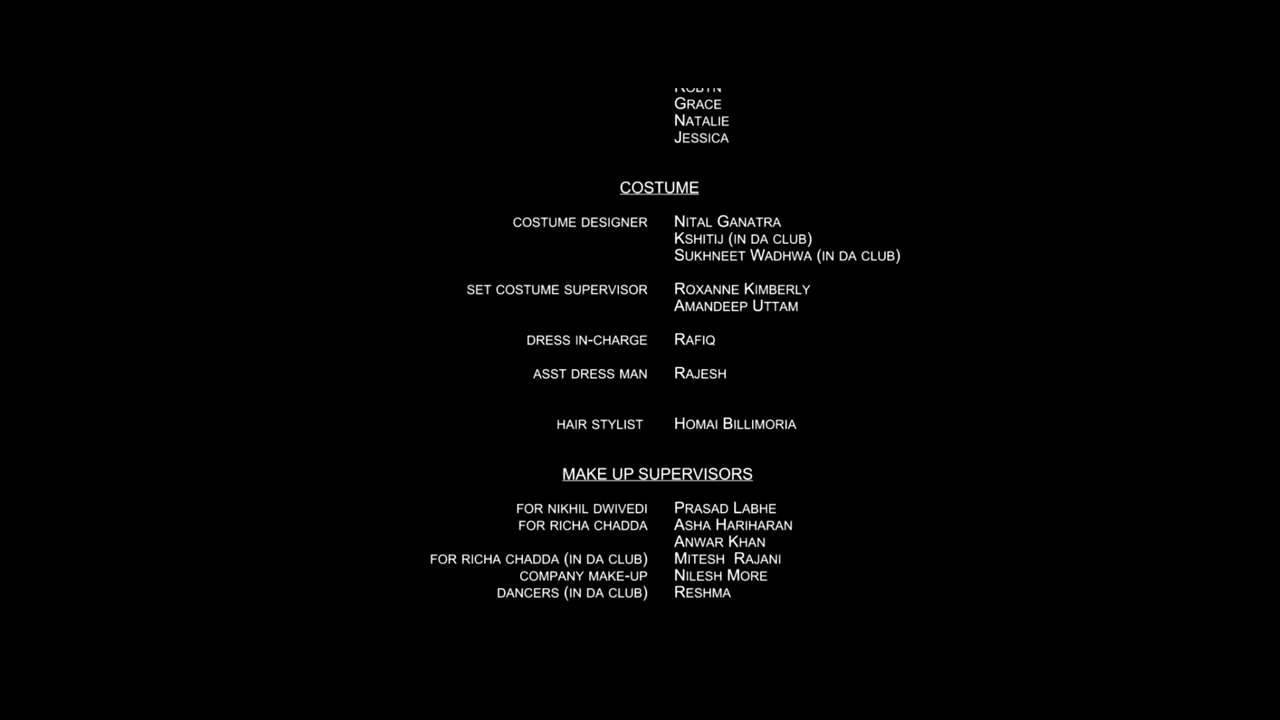 GRACE
NATALIE
JESSICA
COSTUME
COSTUME DESIGNER NITAL GANATRA
KSHITIJ (IN DA CLUB)
SUKHNEET WADHWA (IN DA CLUB)
SET COSTUME SUPERVISOR ROXANNE KIMBERLY
AMANDEEP UTTAM
DRESS IN-CHARGE RAFIQ
ASST DRESS MAN RAJESH
HAIR STYLIST HOMAI BILLIMORIA
MAKE UP SUPERVISORS
FOR NIKHIL DWIVEDI PRASAD LABHE
FOR RICHA CHADDA ASHA HARIHARAN
ANWAR KHAN
FOR RICHA CHADDA (IN DA CLUB) MITESH RAJANI
COMPANY MAKE-UP NILESH MORE
DANCERS (IN DA CLUB) RESHMA